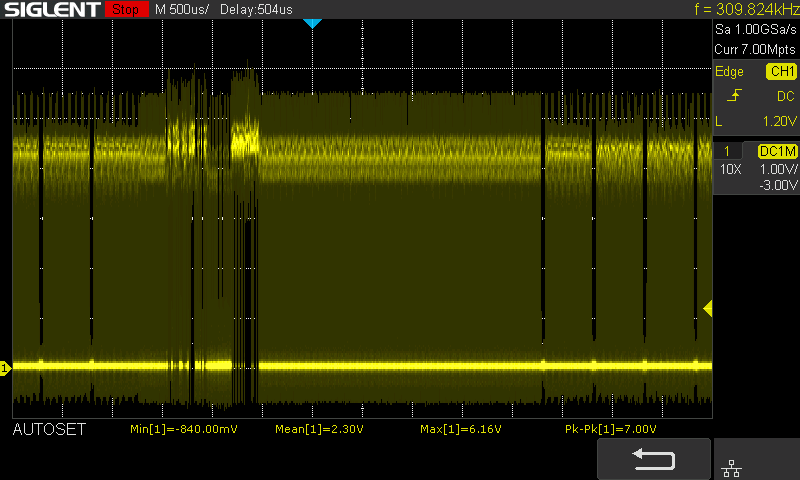 SIGLENT Stop M 500us/ Delay:504us f = 309.824kHz
Sa 1.00GSa/s
Curr 7.00Mpts
Edge CH1
DC
L 1.20V
1 DC1M
10X 1.00V/
-3.00V
1
AUTOSET Min[1]=-840.00mV Mean[1]=2.30V Max[1]=6.16V Pk-Pk[1]=7.00V